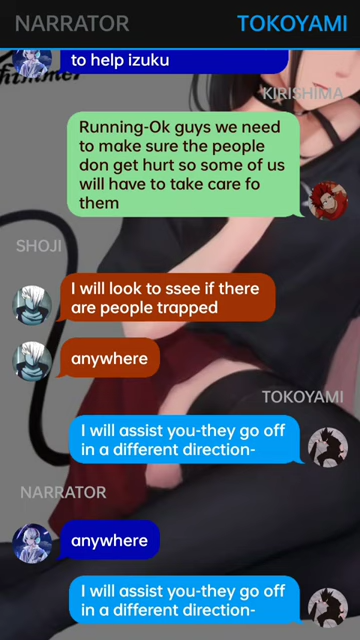 NARRATOR
TOKOYAMI
to help izuku
KIRISHIMA
Running-Ok guys we need
to make sure the people
don get hurt so some of us
will have to take care fo
them
SHOJI
I will look to ssee if there
are people trapped
anywhere
TOKOYAMI
I will assist you-they go off
in a different direction-
NARRATOR
anywhere
I will assist you-they go off
in a different direction-